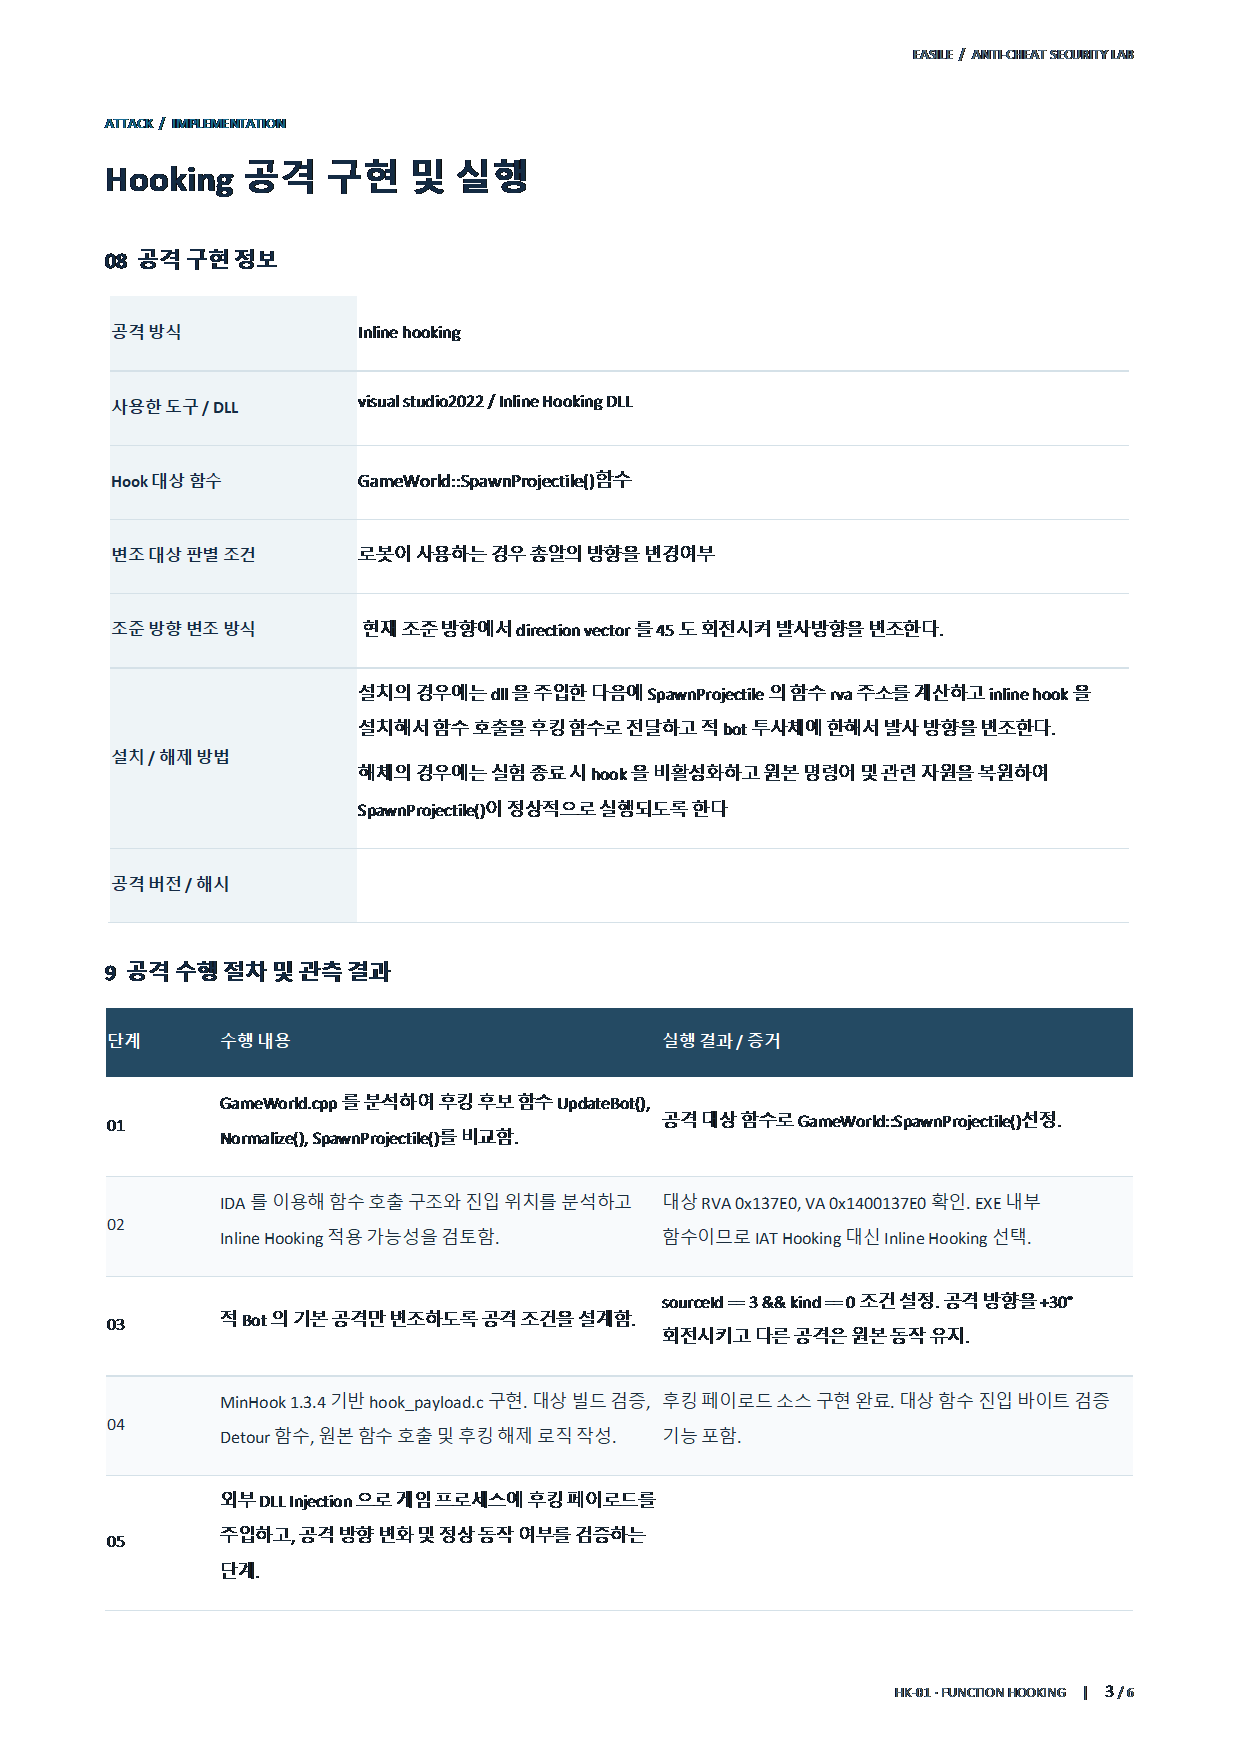 EASILE / ANTI-CHEAT SECURITY LAB
ATTACK / IMPLEMENTATION
Hooking 공격 구현 및 실행
08 공격 구현 정보
공격 방식
Inline hooking
사용한 도구 / DLL
visual studio2022 / Inline Hooking DLL
Hook 대상 함수
GameWorld::SpawnProjectile()함수
변조 대상 판별 조건
로봇이 사용하는 경우 총알의 방향을 변경여부
조준 방향 변조 방식
현재 조준 방향에서 direction vector 를 45 도 회전시켜 발사방향을 변조한다.
설치 / 해제 방법
설치의 경우에는 dll 을 주입한 다음에 SpawnProjectile 의 함수 rva 주소를 계산하고 inline hook 을
설치해서 함수 호출을 후킹 함수로 전달하고 적 bot 투사체에 한해서 발사 방향을 변조한다.
해체의 경우에는 실험 종료 시 hook 을 비활성화하고 원본 명령어 및 관련 자원을 복원하여
SpawnProjectile()이 정상적으로 실행되도록 한다
공격 버전 / 해시
9 공격 수행 절차 및 관측 결과
단계
수행 내용
실행 결과 / 증거
01
GameWorld.cpp 를 분석하여 후킹 후보 함수 UpdateBot(),
Normalize(), SpawnProjectile()를 비교함.
공격 대상 함수로 GameWorld::SpawnProjectile()선정.
02
IDA 를 이용해 함수 호출 구조와 진입 위치를 분석하고
Inline Hooking 적용 가능성을 검토함.
대상 RVA 0x137E0, VA 0x1400137E0 확인. EXE 내부
함수이므로 IAT Hooking 대신 Inline Hooking 선택.
03
적 Bot 의 기본 공격만 변조하도록 공격 조건을 설계함.
sourceId == 3 && kind == 0 조건 설정. 공격 방향을 +30°
회전시키고 다른 공격은 원본 동작 유지.
04
MinHook 1.3.4 기반 hook_payload.c 구현. 대상 빌드 검증,
Detour 함수, 원본 함수 호출 및 후킹 해제 로직 작성.
후킹 페이로드 소스 구현 완료. 대상 함수 진입 바이트 검증
기능 포함.
05
외부 DLL Injection 으로 게임 프로세스에 후킹 페이로드를
주입하고, 공격 방향 변화 및 정상 동작 여부를 검증하는
단계.
HK-01 · FUNCTION HOOKING | 3 / 6